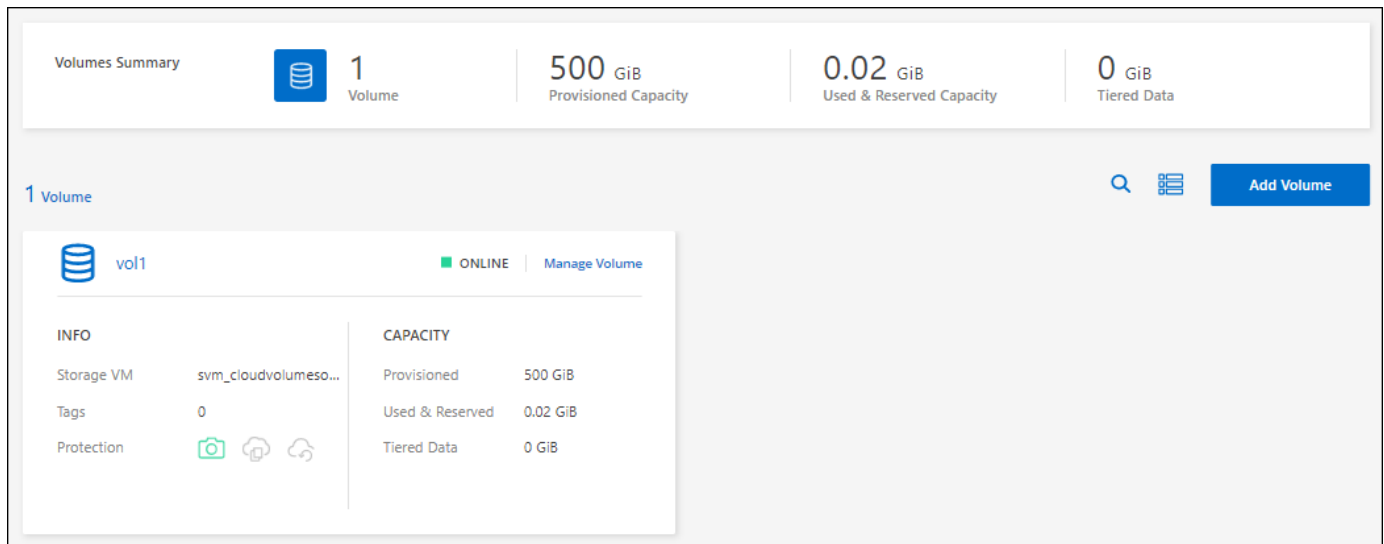 Volumes Summary
1
Volume
500 GiB
Provisioned Capacity
0.02 GiB
Used & Reserved Capacity
0 GiB
Tiered Data
1 Volume
Add Volume
vol1
ONLINE
Manage Volume
INFO
Storage VM svm_cloudvolumeso...
Tags 0
Protection
CAPACITY
Provisioned 500 GiB
Used & Reserved 0.02 GiB
Tiered Data 0 GiB